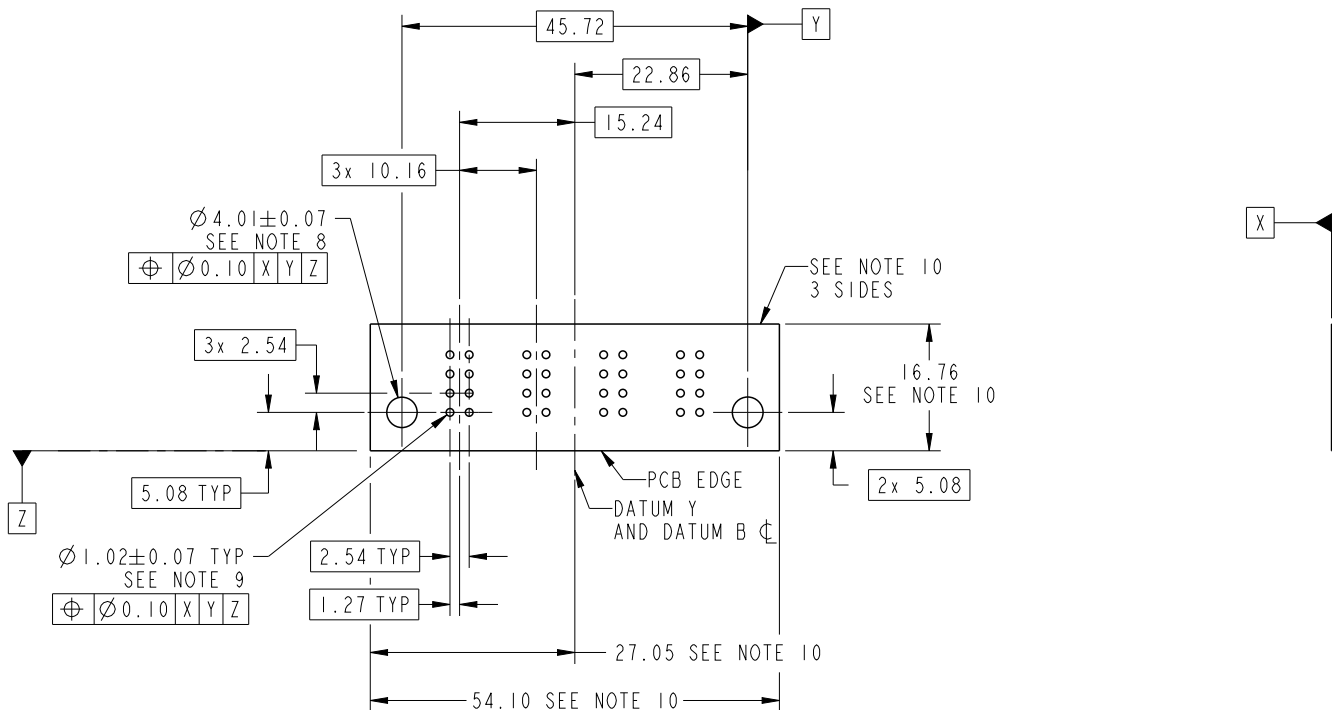 45.72
Y
22.86
15.24
3x 10.16
Ø4.01±0.07
SEE NOTE 8
⌖ Ø0.10 X Y Z
X
SEE NOTE 10
3 SIDES
3x 2.54
16.76
SEE NOTE 10
5.08 TYP
Z
PCB EDGE
2x 5.08
DATUM Y
AND DATUM B ℄
Ø1.02±0.07 TYP
SEE NOTE 9
⌖ Ø0.10 X Y Z
2.54 TYP
1.27 TYP
27.05 SEE NOTE 10
54.10 SEE NOTE 10